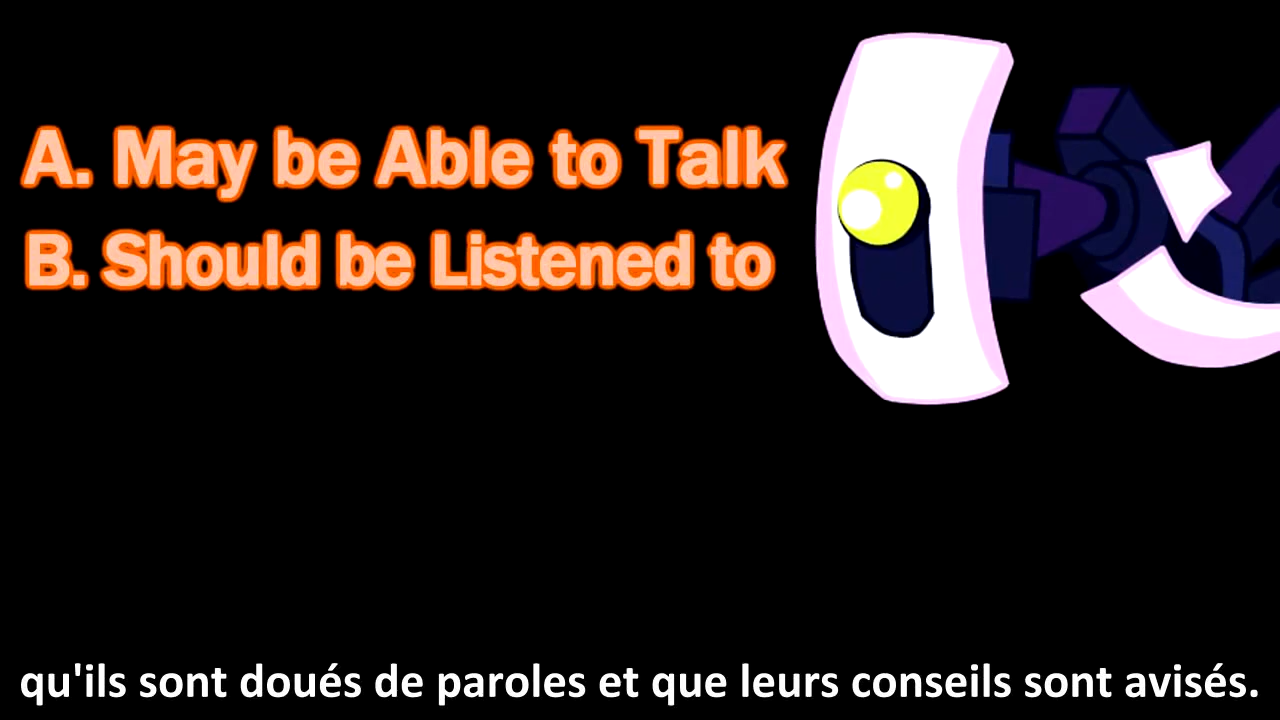 A. May be Able to Talk
B. Should be Listened to
qu'ils sont doués de paroles et que leurs conseils sont avisés.